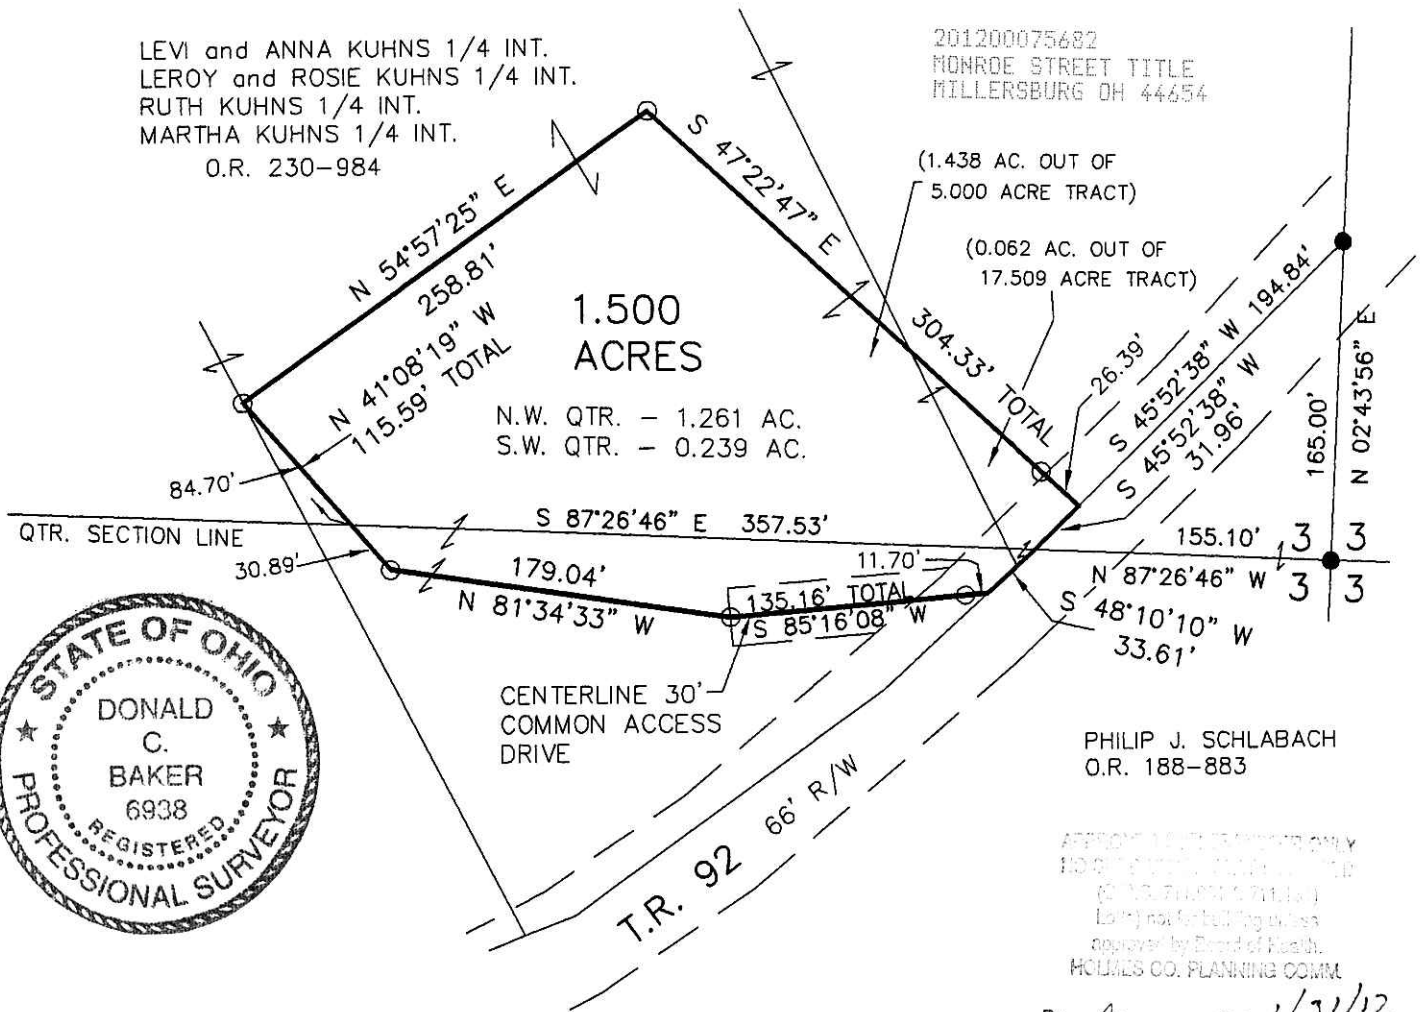 LEVI and ANNA KUHNS 1/4 INT.
LEROY and ROSIE KUHNS 1/4 INT.
RUTH KUHNS 1/4 INT.
MARTHA KUHNS 1/4 INT.
O.R. 230-984
201200075682
MONROE STREET TITLE
MILLERSBURG OH 44654
(1.438 AC. OUT OF
5.000 ACRE TRACT)
(0.062 AC. OUT OF
17.509 ACRE TRACT)
N 54°57'25" E
258.81'
S 47°22'47" E
304.33' TOTAL
N 41°08'19" W
115.59' TOTAL
1.500
ACRES
N.W. QTR. - 1.261 AC.
S.W. QTR. - 0.239 AC.
26.39'
S 45°52'38" W 194.84'
S 45°52'38" W
31.96'
165.00'
N 02°43'56" E
84.70'
QTR. SECTION LINE
S 87°26'46" E 357.53'
155.10'
N 87°26'46" W
3 3
3 3
30.89'
179.04'
N 81°34'33" W
11.70'
135.16' TOTAL
S 85°16'08" W
S 48°10'10" W
33.61'
CENTERLINE 30'
COMMON ACCESS
DRIVE
T.R. 92 66' R/W
PHILIP J. SCHLABACH
O.R. 188-883
STATE OF OHIO
DONALD
C.
BAKER
6938
REGISTERED
PROFESSIONAL SURVEYOR
ONLY
not for building unless
approved by Board of Health.
HOLMES CO. PLANNING COMM.
1/31/12